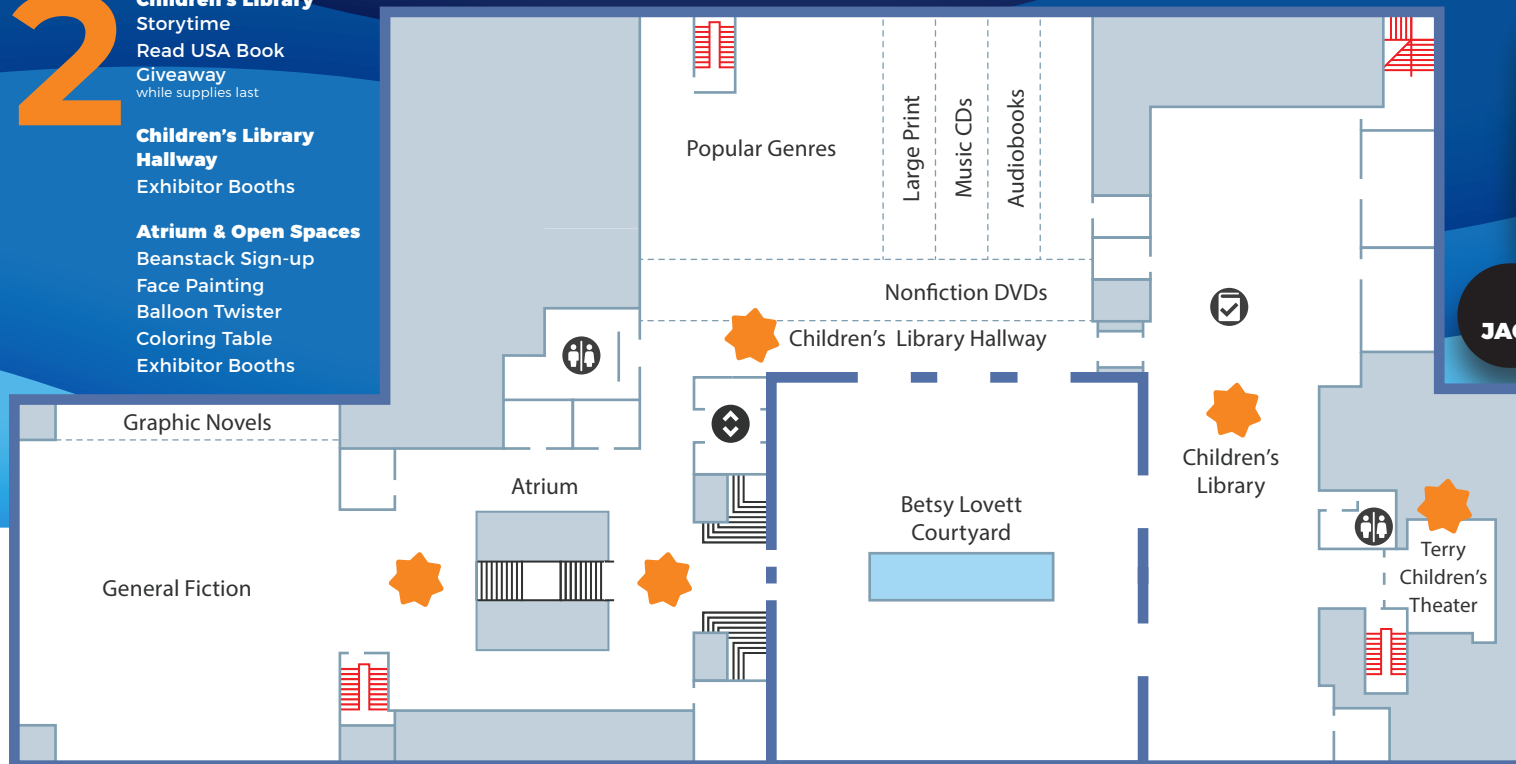 2
Children's Library
Storytime
Read USA Book
Giveaway
while supplies last
Children's Library
Hallway
Exhibitor Booths
Atrium & Open Spaces
Beanstack Sign-up
Face Painting
Balloon Twister
Coloring Table
Exhibitor Booths
Popular Genres
Large Print
Music CDs
Audiobooks
Nonfiction DVDs
Children's Library Hallway
Graphic Novels
General Fiction
Atrium
Betsy Lovett
Courtyard
Children's
Library
Terry
Children's
Theater